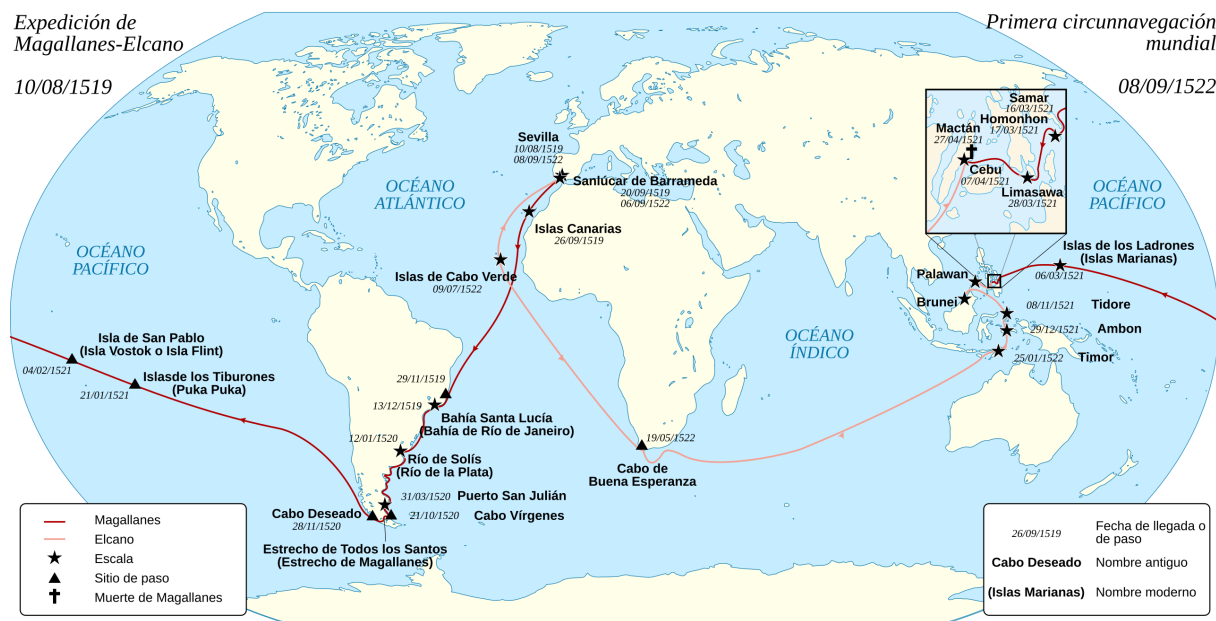 Expedición de
Magallanes-Elcano
10/08/1519
Primera circunnavegación
mundial
08/09/1522
Samar
16/03/1521
Homonhon
17/03/1521
Mactán
27/04/1521
Cebu
07/04/1521
Limasawa
28/03/1521
Sevilla
10/08/1519
08/09/1522
Sanlúcar de Barrameda
20/09/1519
06/09/1522
OCÉANO
ATLÁNTICO
OCÉANO
PACÍFICO
Islas Canarias
26/09/1519
OCÉANO
PACÍFICO
Islas de los Ladrones
(Islas Marianas)
06/03/1521
Islas de Cabo Verde
09/07/1522
Palawan
Brunei
08/11/1521
Tidore
29/12/1521
Ambon
25/01/1522
Timor
OCÉANO
ÍNDICO
Isla de San Pablo
(Isla Vostok o Isla Flint)
04/02/1521
Islasde los Tiburones
(Puka Puka)
21/01/1521
29/11/1519
13/12/1519
Bahía Santa Lucía
(Bahía de Río de Janeiro)
12/01/1520
Río de Solís
(Río de la Plata)
19/05/1522
Cabo de
Buena Esperanza
31/03/1520
Puerto San Julián
21/10/1520
Cabo Vírgenes
Cabo Deseado
28/11/1520
Estrecho de Todos los Santos
(Estrecho de Magallanes)
Magallanes
Elcano
Escala
Sitio de paso
Muerte de Magallanes
26/09/1519
Fecha de llegada o
de paso
Cabo Deseado
Nombre antiguo
(Islas Marianas)
Nombre moderno